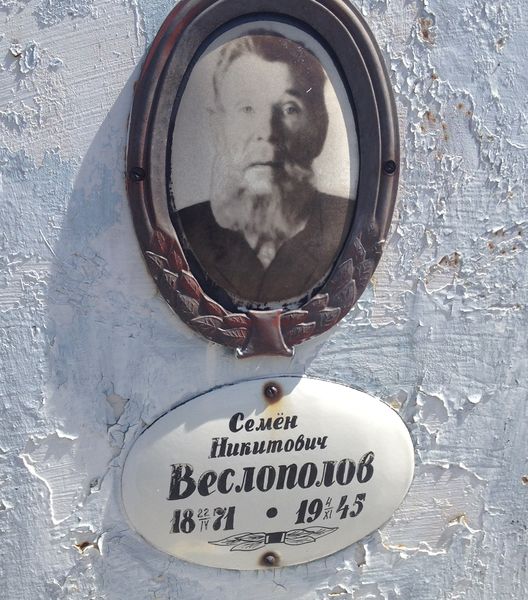 Семён
Никитович
Веслополов
18 22/IV 71 • 19 4/XI 45